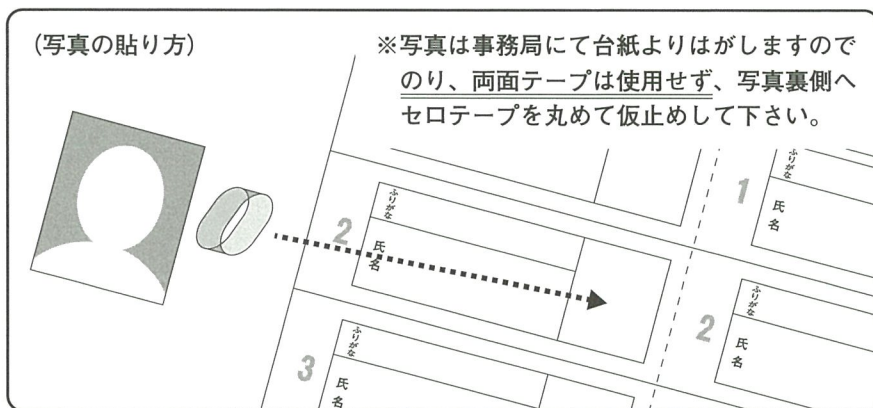 (写真の貼り方)
※写真は事務局にて台紙よりはがしますので
のり、両面テープは使用せず、写真裏側へ
セロテープを丸めて仮止めして下さい。
1
ふりがな
氏名
2
ふりがな
氏名
2
ふりがな
氏名
3
ふりがな
氏名